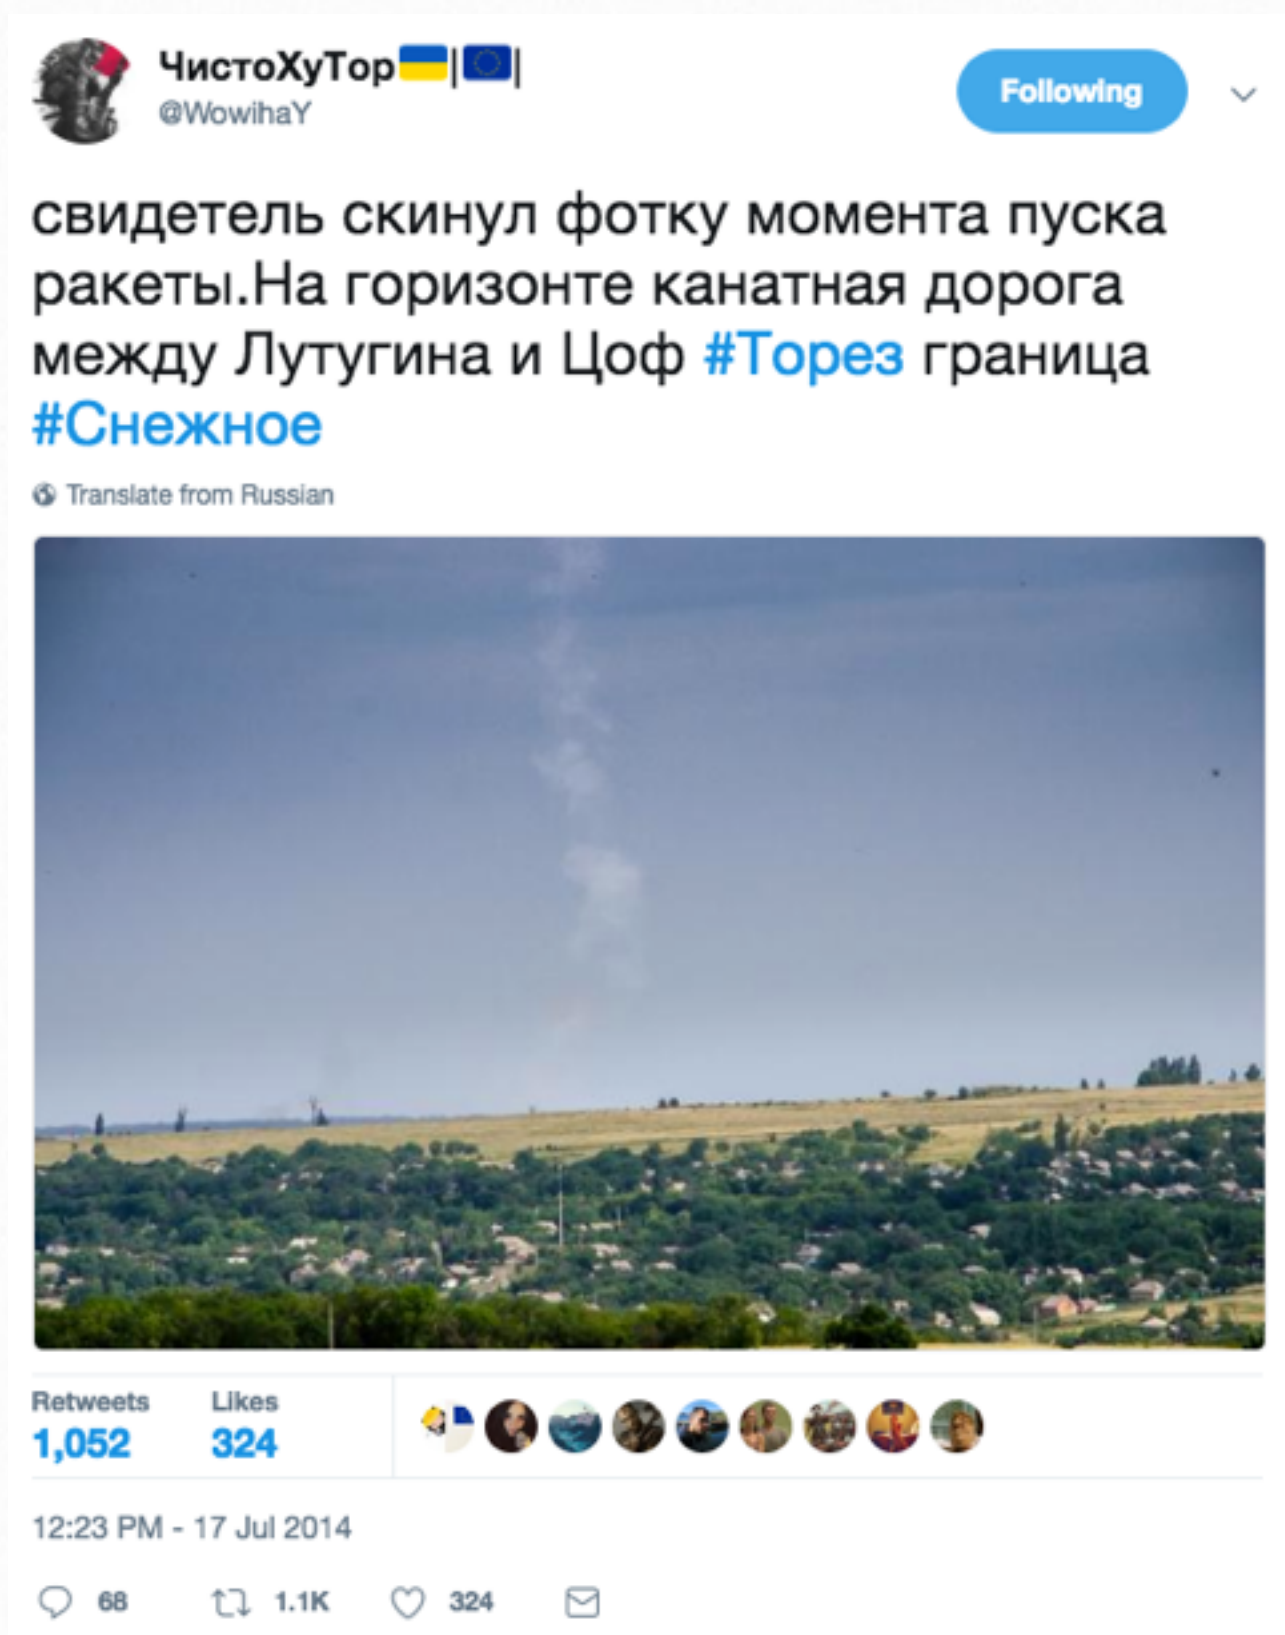 ЧистоХуТор🇺🇦|🇪🇺|
@WowihaY
Following
свидетель скинул фотку момента пуска
ракеты.На горизонте канатная дорога
между Лутугина и Цоф #Торез граница
#Снежное
Translate from Russian
Retweets Likes
1,052 324
12:23 PM - 17 Jul 2014
68 1.1K 324